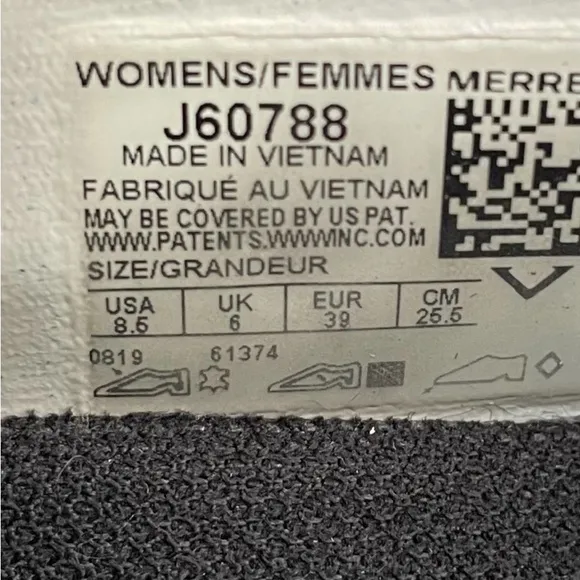 WOMENS/FEMMES MERRE
J60788
MADE IN VIETNAM
FABRIQUÉ AU VIETNAM
MAY BE COVERED BY US PAT.
WWW.PATENTS.WWWINC.COM
SIZE/GRANDEUR
USA UK EUR CM
8.5 6 39 25.5
0819 61374